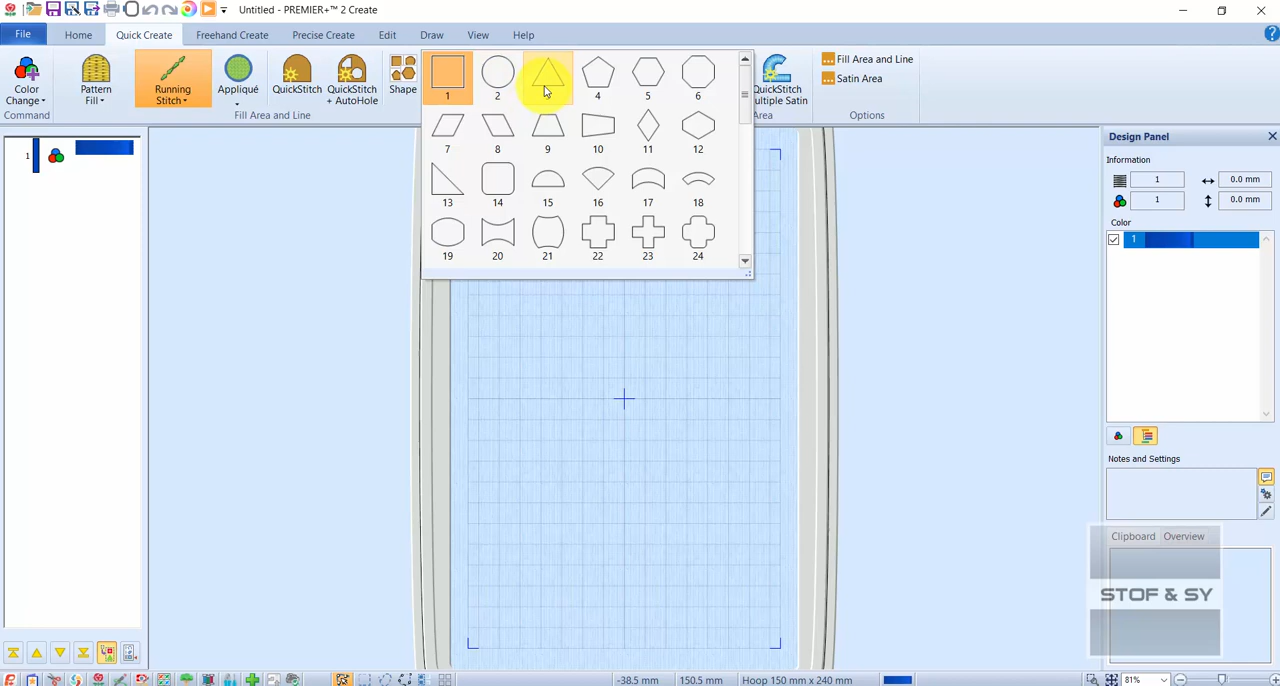 Untitled - PREMIER+™ 2 Create
File Home Quick Create Freehand Create Precise Create Edit Draw View Help
Color Change
Pattern Fill
Running Stitch
Appliqué
QuickStitch
QuickStitch + AutoHole
Shape
QuickStitch
Fill Area and Line
Satin Area
Command
Fill Area and Line
Options
1 2 4 5 6
7 8 9 10 11 12
13 14 15 16 17 18
19 20 21 22 23 24
1
Design Panel
Information
1 0.0 mm
1 0.0 mm
Color
1
Notes and Settings
Clipboard Overview
STOF & SY
-38.5 mm 150.5 mm Hoop 150 mm x 240 mm 81%